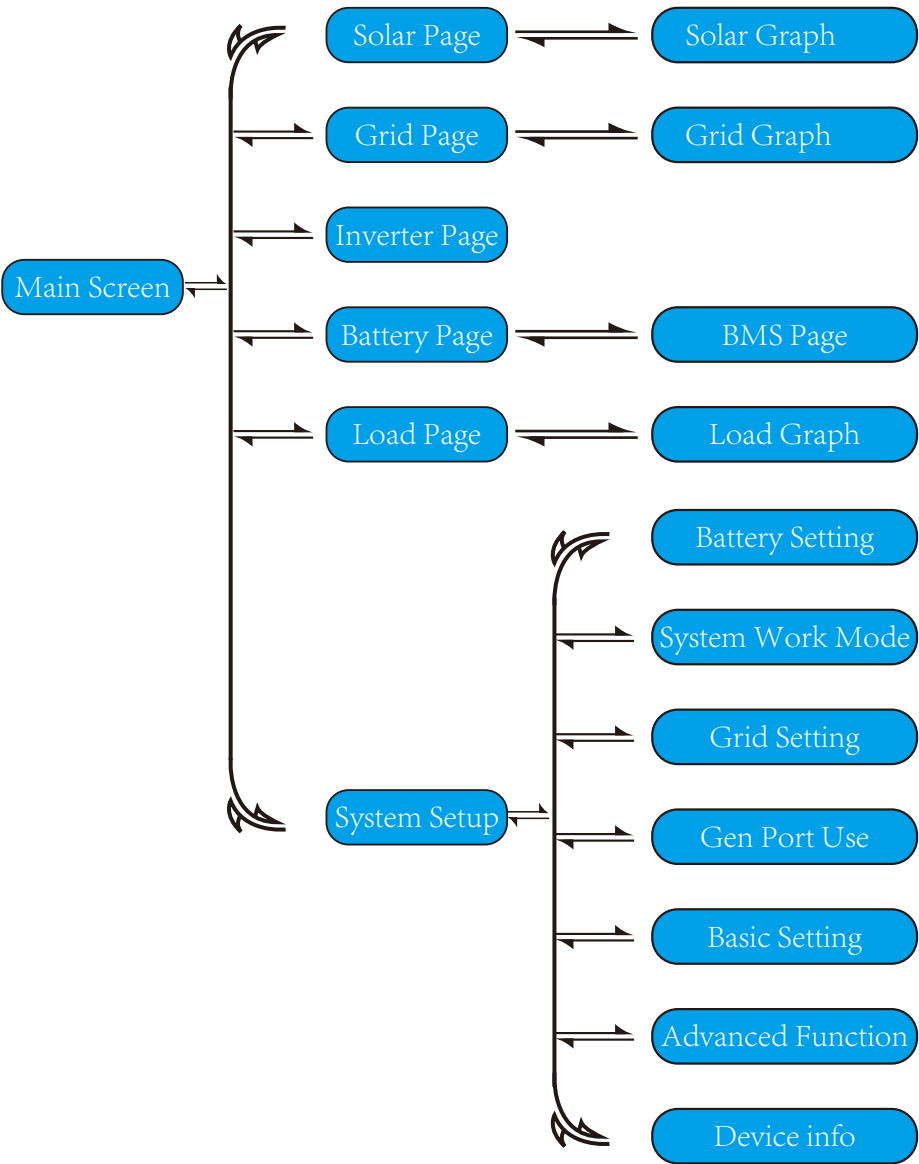 Solar Page
Solar Graph
Grid Page
Grid Graph
Inverter Page
Main Screen
Battery Page
BMS Page
Load Page
Load Graph
Battery Setting
System Work Mode
Grid Setting
System Setup
Gen Port Use
Basic Setting
Advanced Function
Device info